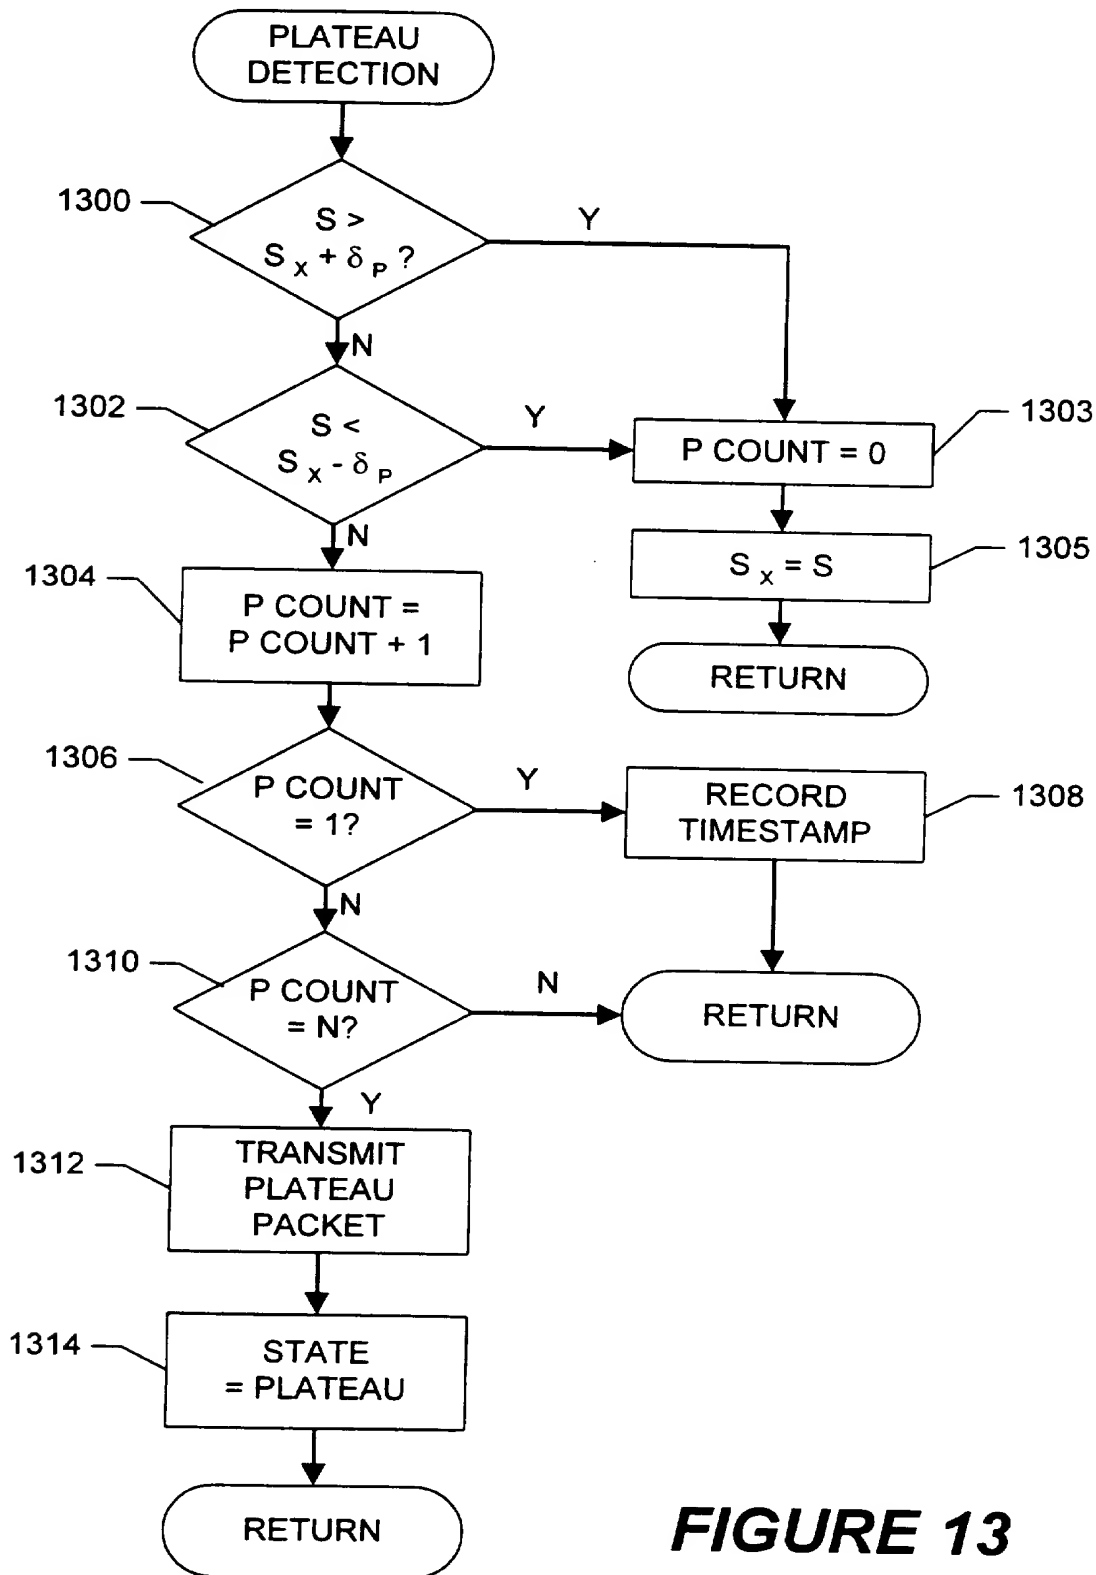 PLATEAU
DETECTION
1300
S >
S X + δ P ?
Y
N
1302
S <
S X - δ P
Y
P COUNT = 0
1303
N
S X = S
1305
1304
P COUNT =
P COUNT + 1
RETURN
1306
P COUNT
= 1?
Y
RECORD
TIMESTAMP
1308
N
1310
P COUNT
= N?
N
RETURN
Y
1312
TRANSMIT
PLATEAU
PACKET
1314
STATE
= PLATEAU
RETURN
FIGURE 13